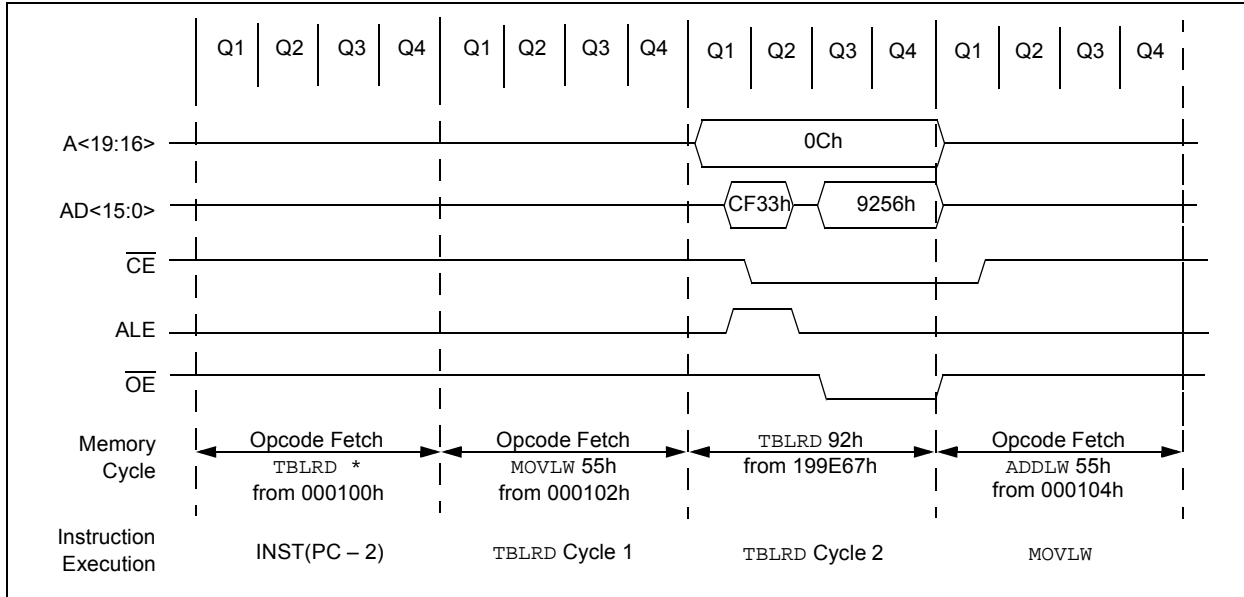 Q1 Q2 Q3 Q4 Q1 Q2 Q3 Q4 Q1 Q2 Q3 Q4 Q1 Q2 Q3 Q4
A<19:16>
0Ch
AD<15:0>
CF33h
9256h
CE
ALE
OE
Memory
Cycle
Opcode Fetch
TBLRD *
from 000100h
Opcode Fetch
MOVLW 55h
from 000102h
TBLRD 92h
from 199E67h
Opcode Fetch
ADDLW 55h
from 000104h
Instruction
Execution
INST(PC – 2)
TBLRD Cycle 1
TBLRD Cycle 2
MOVLW